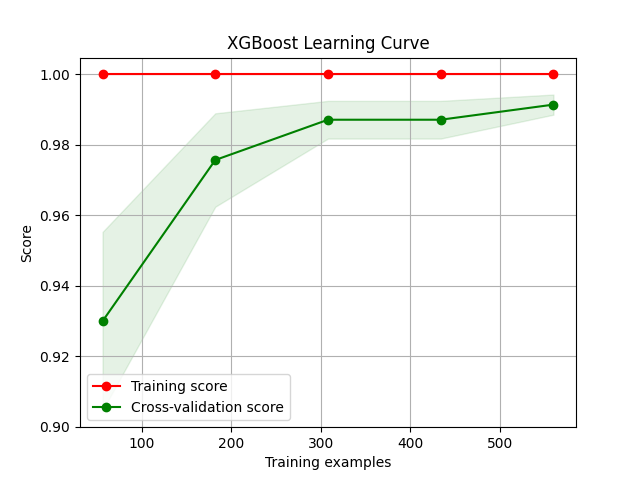 XGBoost Learning Curve
1.00
0.98
0.96
0.94
0.92
0.90
Score
Training score
Cross-validation score
100 200 300 400 500
Training examples